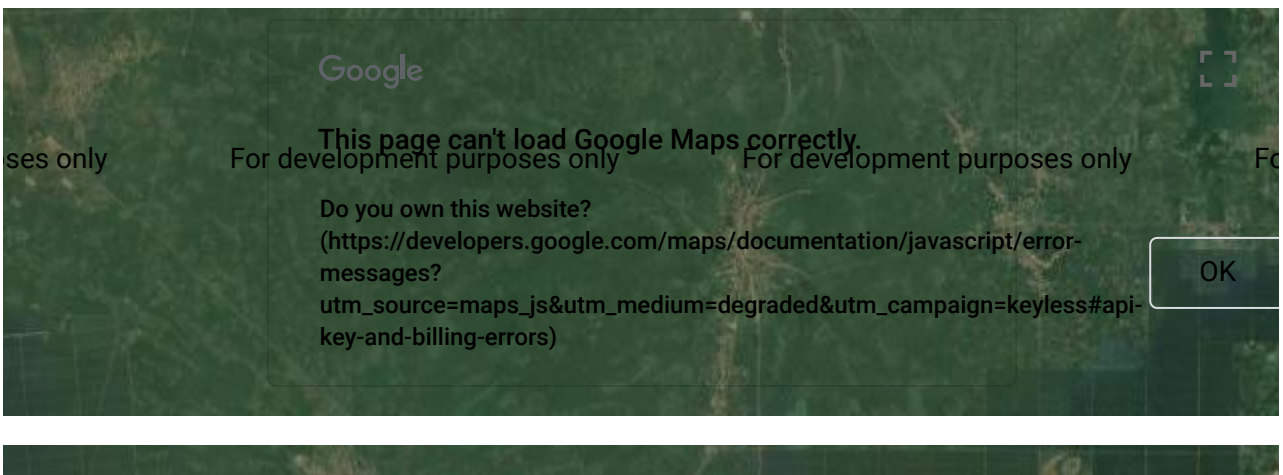 Google
This page can't load Google Maps correctly.
ses only For development purposes only For development purposes only Fo
Do you own this website?
(https://developers.google.com/maps/documentation/javascript/error-
messages?
utm_source=maps_js&utm_medium=degraded&utm_campaign=keyless#api-
key-and-billing-errors)
OK